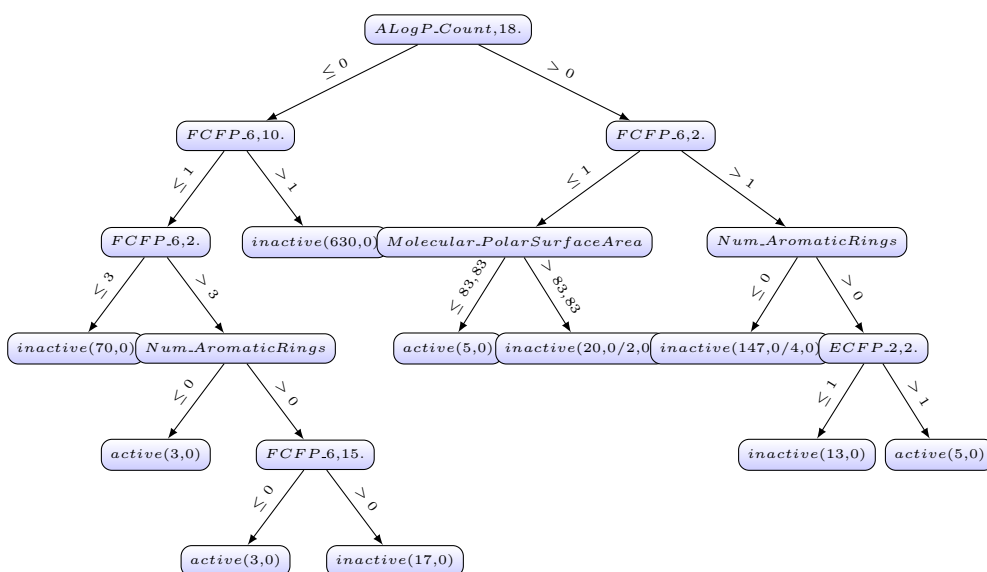 ALogP_Count,18.
≤ 0
> 0
FCFP_6,10.
FCFP_6,2.
≤ 1
> 1
≤ 1
> 1
FCFP_6,2.
inactive(630,0)
Molecular_PolarSurfaceArea
Num_AromaticRings
≤ 3
> 3
≤ 83,83
> 83,83
≤ 0
> 0
inactive(70,0)
Num_AromaticRings
active(5,0)
inactive(20,0/2,0
inactive(147,0/4,0)
ECFP_2,2.
≤ 0
> 0
≤ 1
> 1
active(3,0)
FCFP_6,15.
inactive(13,0)
active(5,0)
≤ 0
> 0
active(3,0)
inactive(17,0)